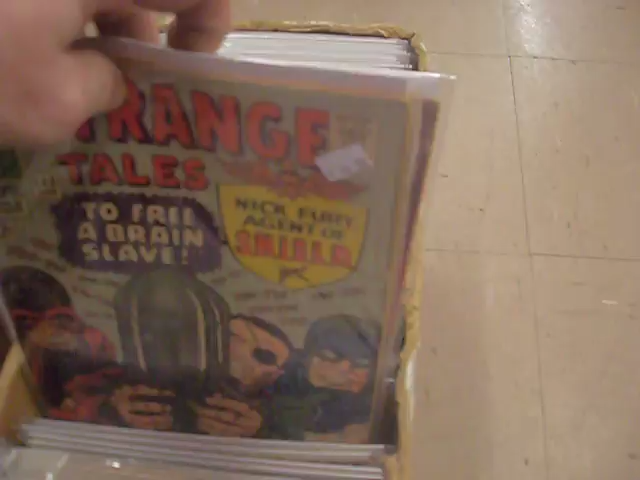 TRANGE
TALES
TO FREE
A BRAIN
SLAVE!
NICK FURY
AGENT OF
SHIELD